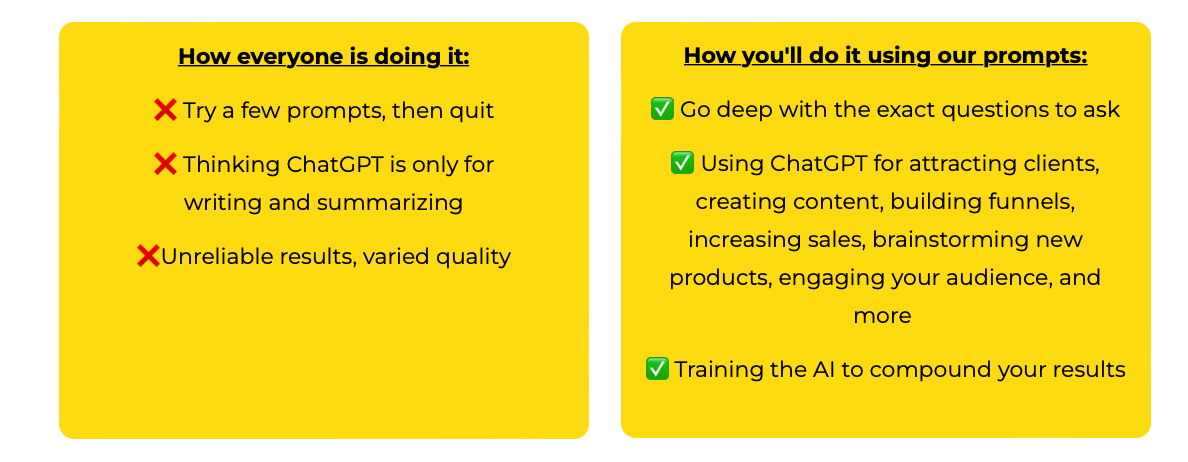 How everyone is doing it:
❌ Try a few prompts, then quit
❌ Thinking ChatGPT is only for
writing and summarizing
❌Unreliable results, varied quality
How you'll do it using our prompts:
✅ Go deep with the exact questions to ask
✅ Using ChatGPT for attracting clients,
creating content, building funnels,
increasing sales, brainstorming new
products, engaging your audience, and
more
✅ Training the AI to compound your results